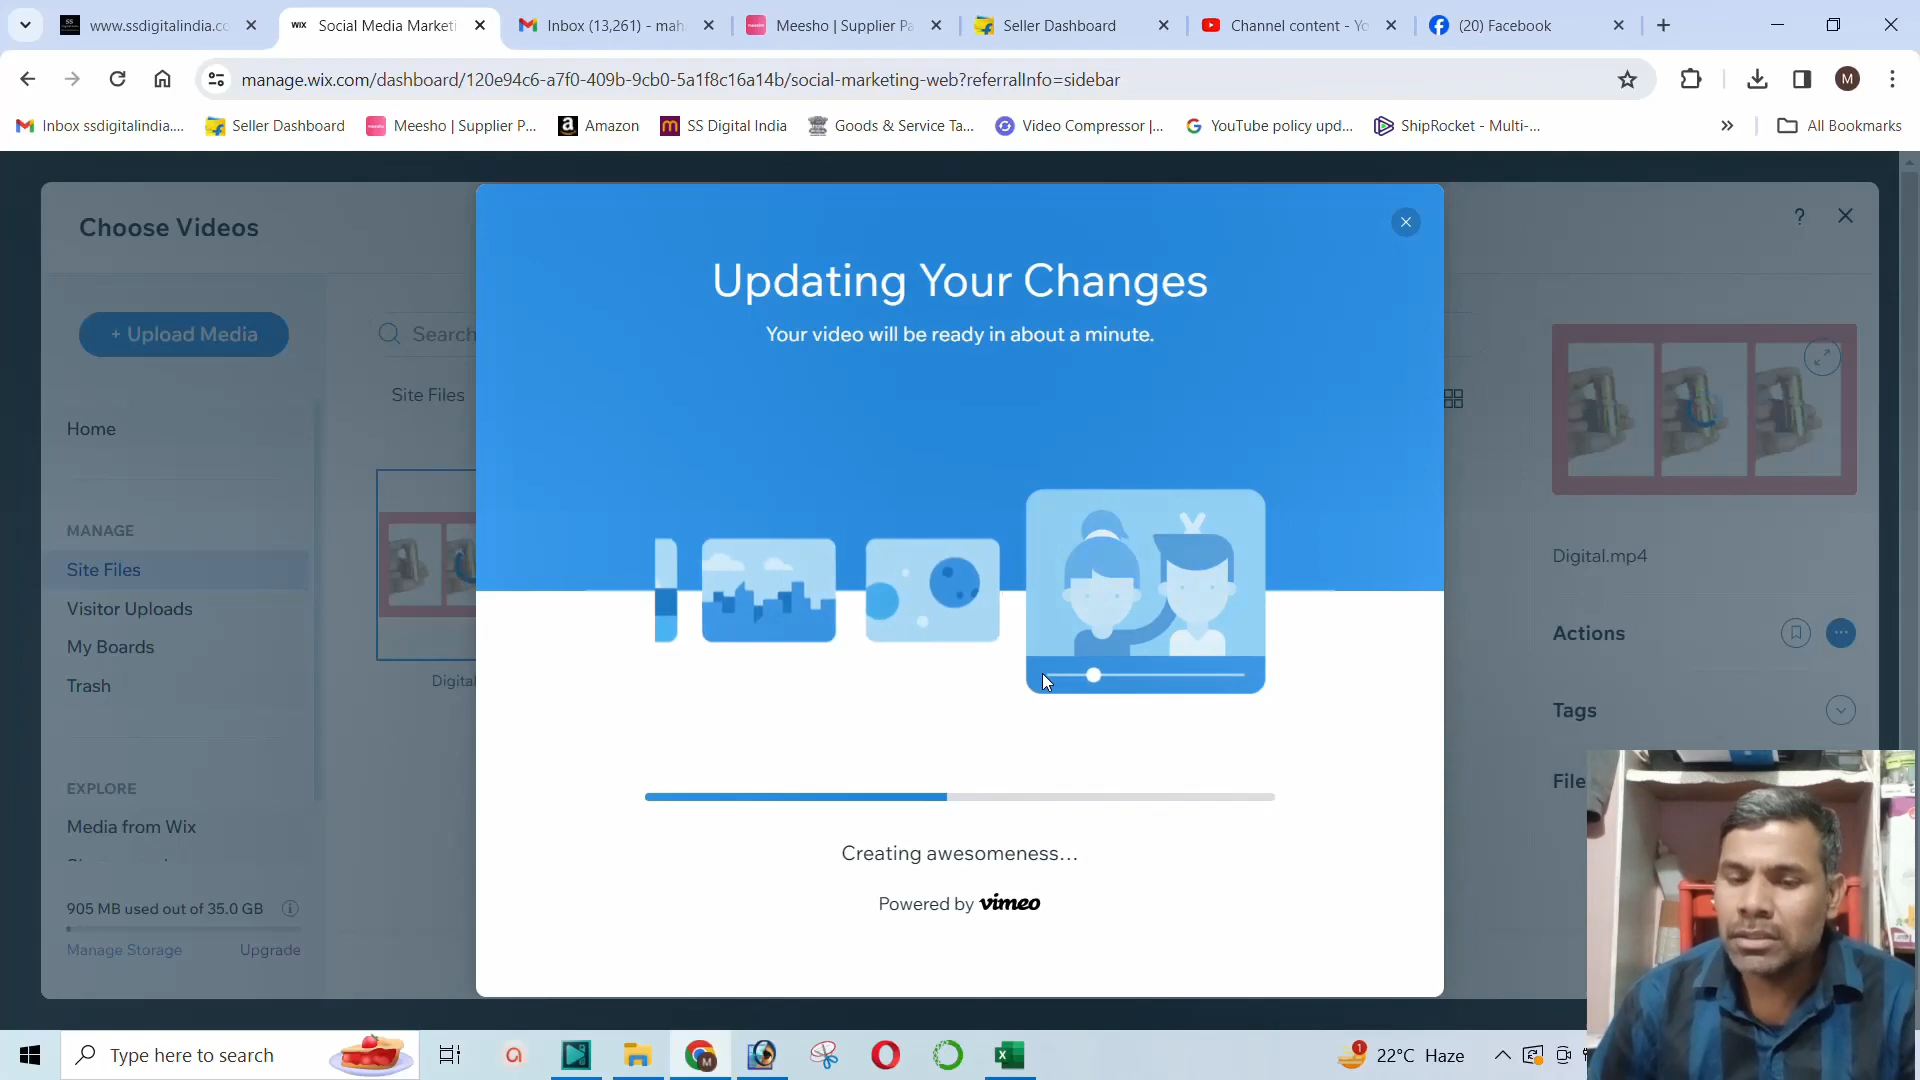 www.ssdigitalindia.co
WIX Social Media Marketi
Inbox (13,261) - mah
Meesho | Supplier Pa
Seller Dashboard
Channel content - Yo
(20) Facebook
manage.wix.com/dashboard/120e94c6-a7f0-409b-9cb0-5a1f8c16a14b/social-marketing-web?referralInfo=sidebar
M
Inbox ssdigitalindia....
Seller Dashboard
Meesho | Supplier P...
Amazon
SS Digital India
Goods & Service Ta...
Video Compressor |...
YouTube policy upd...
ShipRocket - Multi-...
All Bookmarks
Choose Videos
+ Upload Media
Search
Site Files
Home
MANAGE
Site Files
Visitor Uploads
My Boards
Trash
Digital
EXPLORE
Media from Wix
905 MB used out of 35.0 GB
Manage Storage
Upgrade
Updating Your Changes
Your video will be ready in about a minute.
Creating awesomeness...
Powered by vimeo
Digital.mp4
Actions
Tags
File
Type here to search
22°C Haze